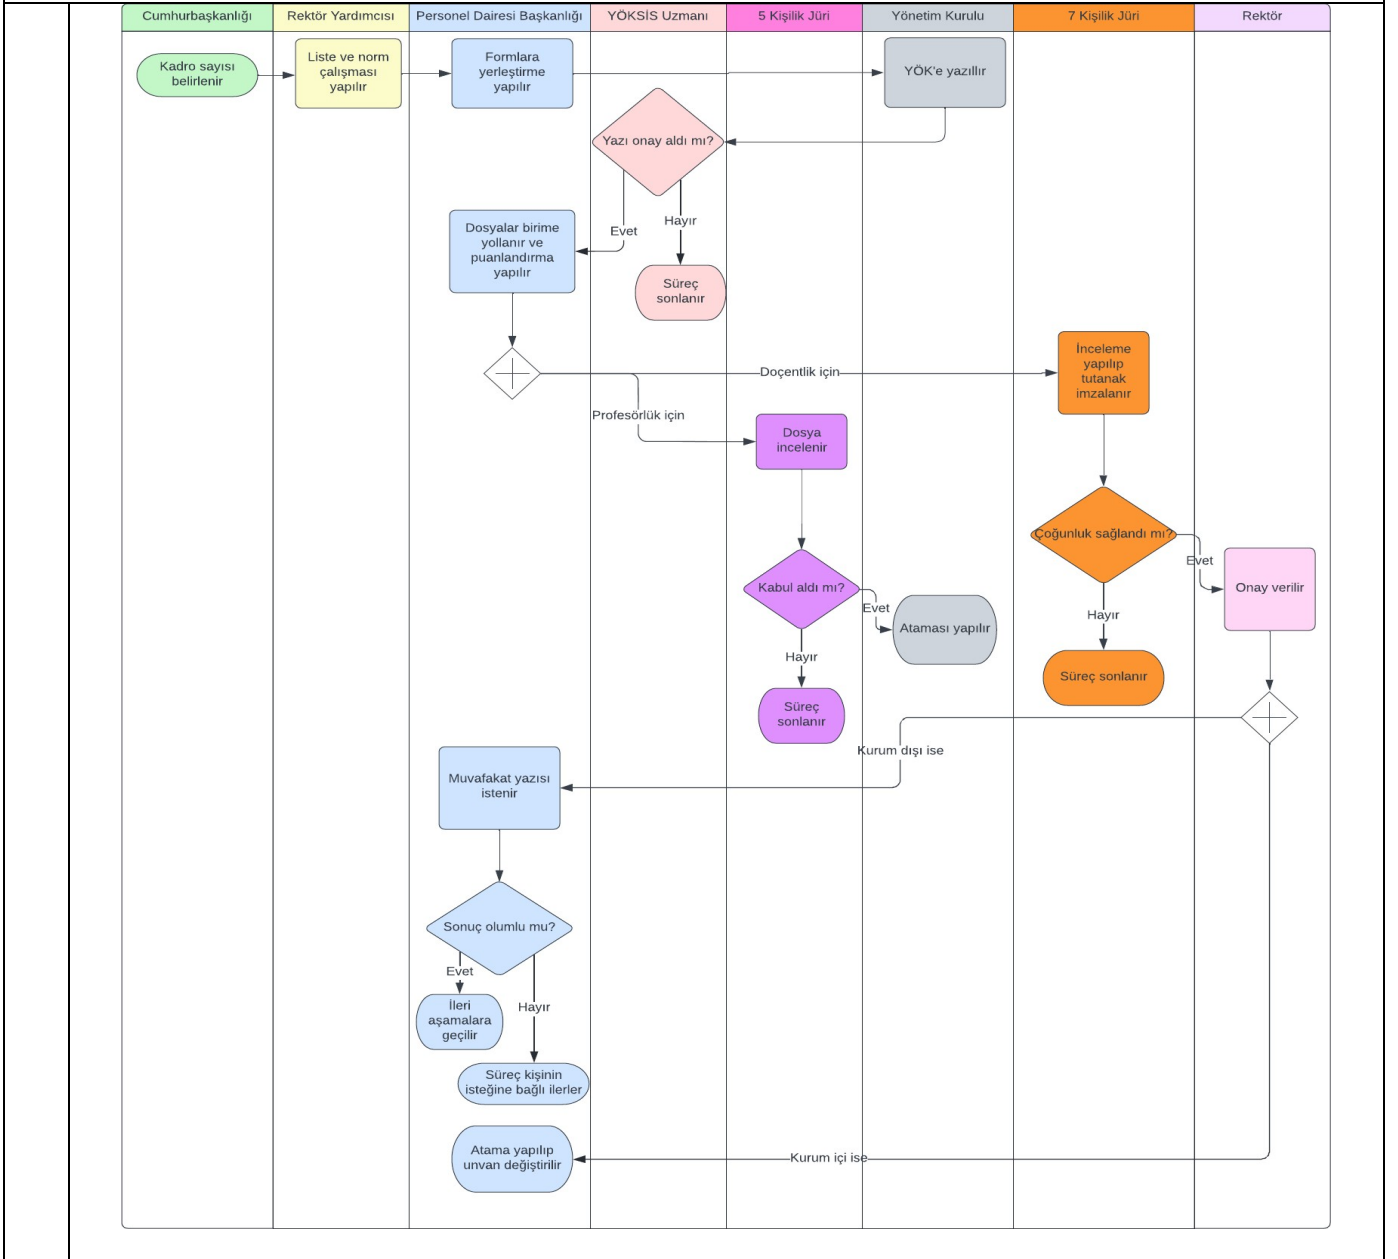 Cumhurbaşkanlığı
Rektör Yardımcısı
Personel Dairesi Başkanlığı
YÖKSİS Uzmanı
5 Kişilik Jüri
Yönetim Kurulu
7 Kişilik Jüri
Rektör
Kadro sayısı
belirlenir
Liste ve norm
çalışması
yapılır
Formlara
yerleştirme
yapılır
YÖK'e yazıllır
Yazı onay aldı mı?
Evet
Hayır
Dosyalar birime
yollanır ve
puanlandırma
yapılır
Süreç
sonlanır
Doçentlik için
Profesörlük için
İnceleme
yapılıp
tutanak
imzalanır
Dosya
incelenir
Çoğunluk sağlandı mı?
Evet
Hayır
Onay verilir
Kabul aldı mı?
Evet
Hayır
Ataması yapılır
Süreç sonlanır
Süreç
sonlanır
Kurum dışı ise
Muvafakat yazısı
istenir
Sonuç olumlu mu?
Evet
Hayır
İleri
aşamalara
geçilir
Süreç kişinin
isteğine bağlı ilerler
Atama yapılıp
unvan değiştirilir
Kurum içi ise